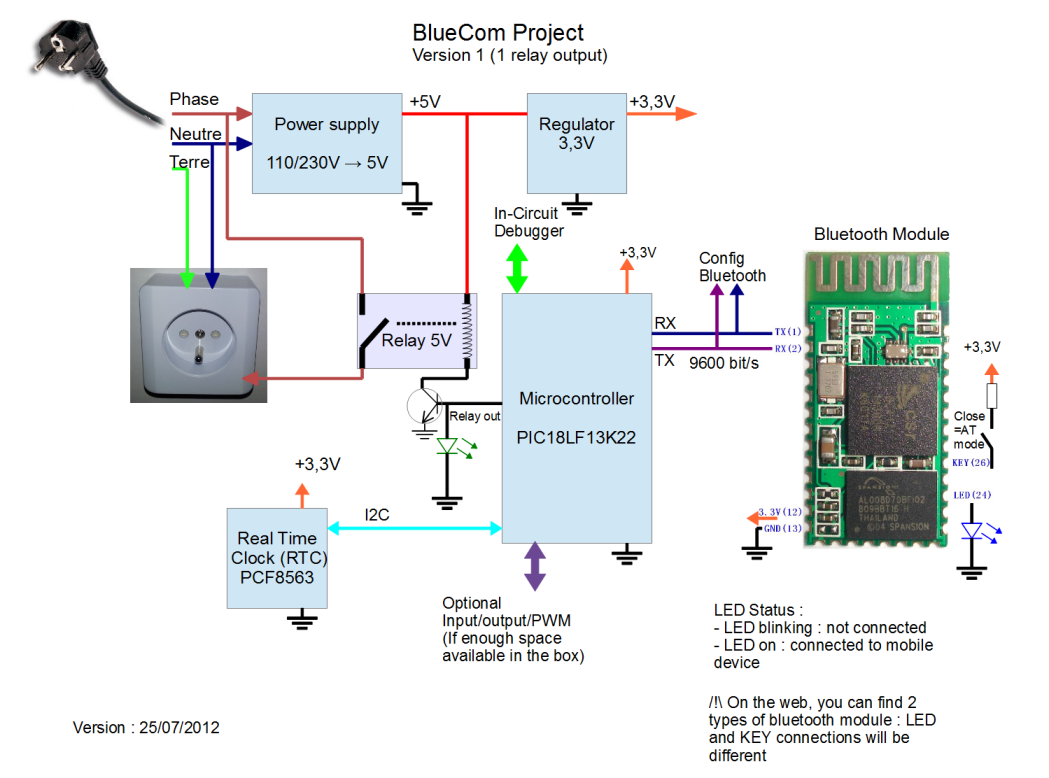 BlueCom Project
Version 1 (1 relay output)
Phase
Neutre
Terre
Power supply
110/230V → 5V
+5V
Regulator
3,3V
+3,3V
In-Circuit
Debugger
+3,3V
Config
Bluetooth
Bluetooth Module
RX
TX
9600 bit/s
TX(1)
RX(2)
Relay 5V
Relay out
Microcontroller
PIC18LF13K22
+3,3V
Close
=AT
mode
KEY(26)
LED(24)
3.3V(12)
GND(13)
csr
SPANSION
THAILAND
04 SPANSION
+3,3V
I2C
Real Time
Clock (RTC)
PCF8563
Optional
Input/output/PWM
(If enough space
available in the box)
LED Status :
- LED blinking : not connected
- LED on : connected to mobile
device
/!\ On the web, you can find 2
types of bluetooth module : LED
and KEY connections will be
different
Version : 25/07/2012